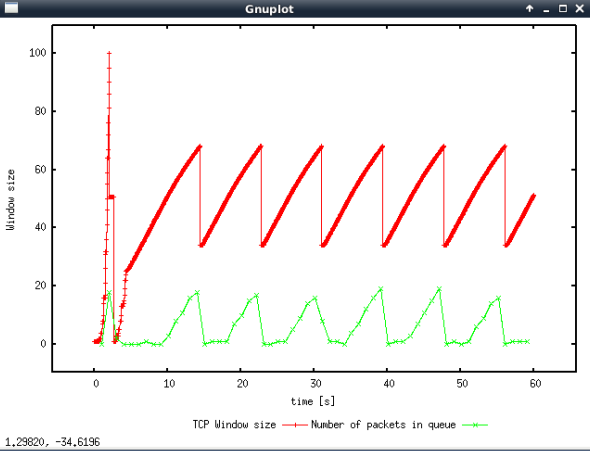 Gnuplot
100
80
60
40
20
0
Window size
0 10 20 30 40 50 60
time [s]
TCP Window size Number of packets in queue
1.29820, -34.6196